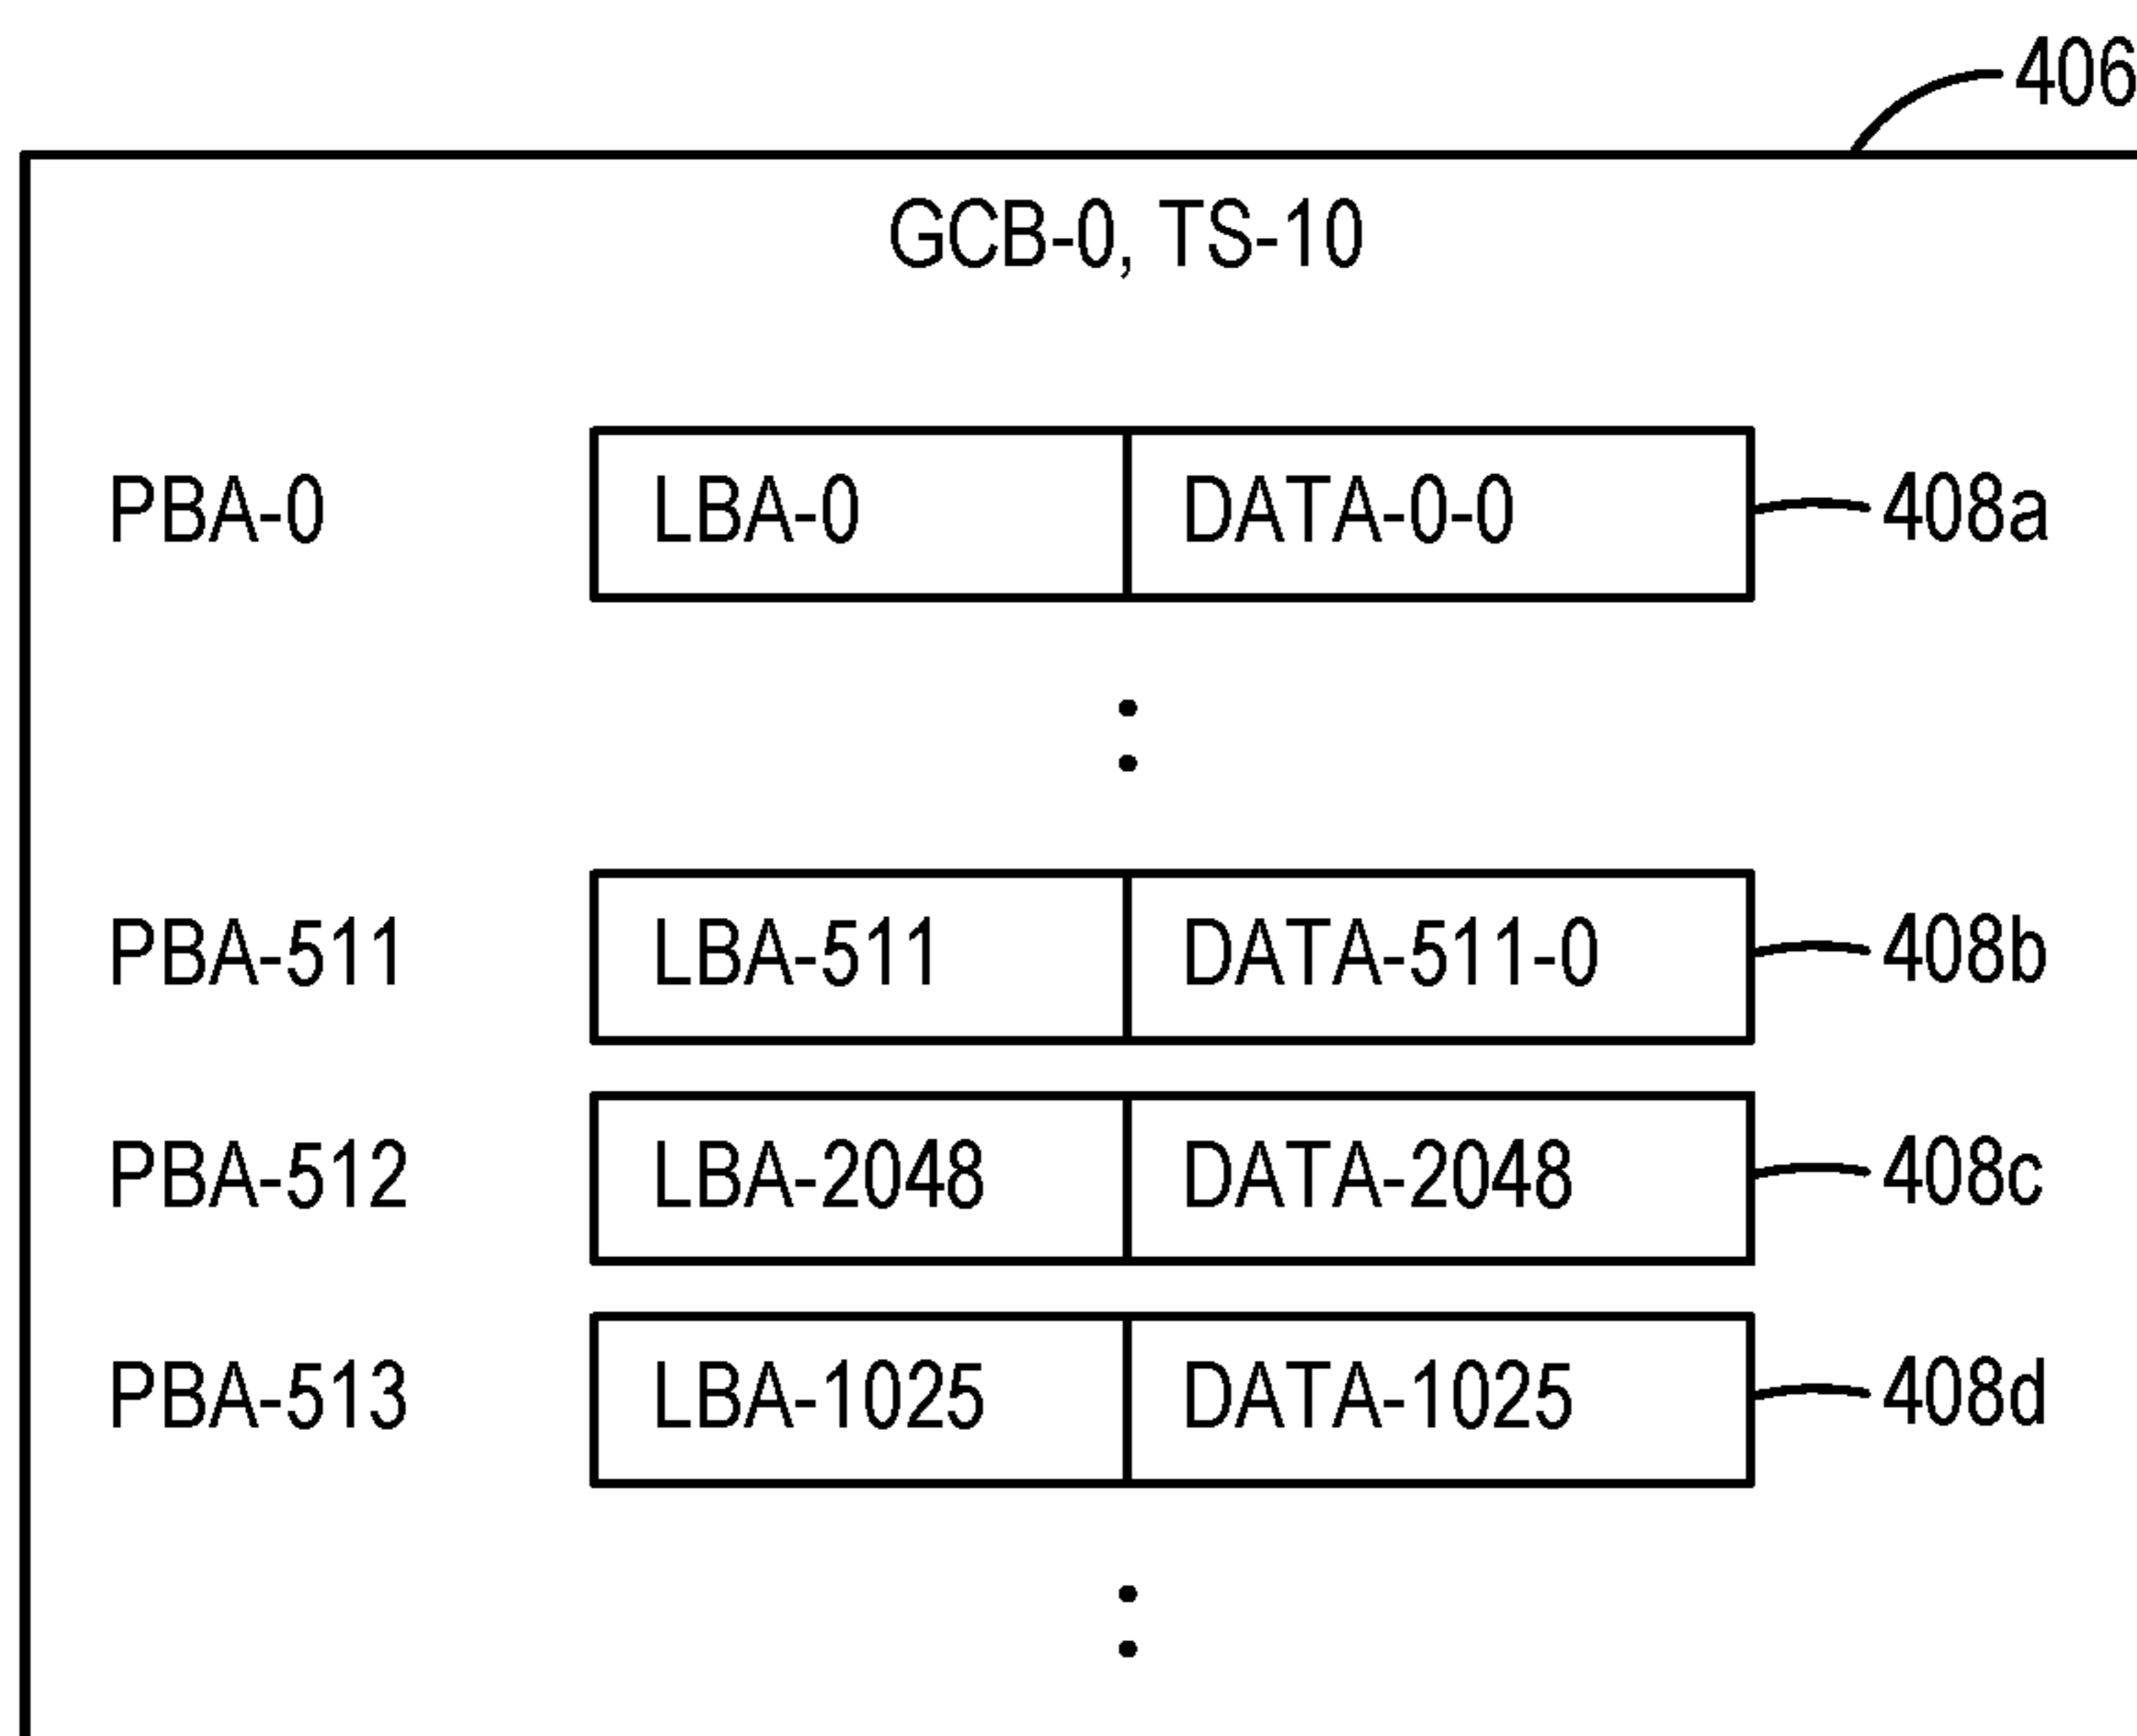 406
GCB-0, TS-10
PBA-0 LBA-0 DATA-0-0 408a
PBA-511 LBA-511 DATA-511-0 408b
PBA-512 LBA-2048 DATA-2048 408c
PBA-513 LBA-1025 DATA-1025 408d